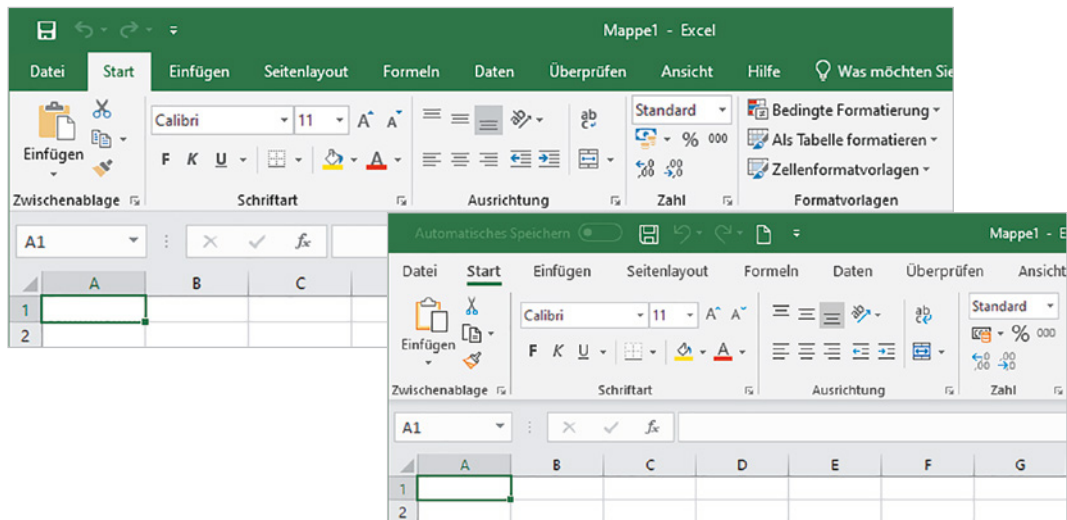 Mappe1 - Excel
Datei Start Einfügen Seitenlayout Formeln Daten Überprüfen Ansicht Hilfe Was möchten Sie
Einfügen
Calibri 11 A A
F K U A
ab
Standard
% 000
Bedingte Formatierung
Als Tabelle formatieren
Zellenformatvorlagen
Zwischenablage Schriftart Ausrichtung Zahl Formatvorlagen
A1 fx
A B C
1
2
Automatisches Speichern Mappe1 - E
Datei Start Einfügen Seitenlayout Formeln Daten Überprüfen Ansicht
Einfügen
Calibri 11 A A
F K U A
ab
Standard
% 000
Zwischenablage Schriftart Ausrichtung Zahl
A1 fx
A B C D E F G
1
2